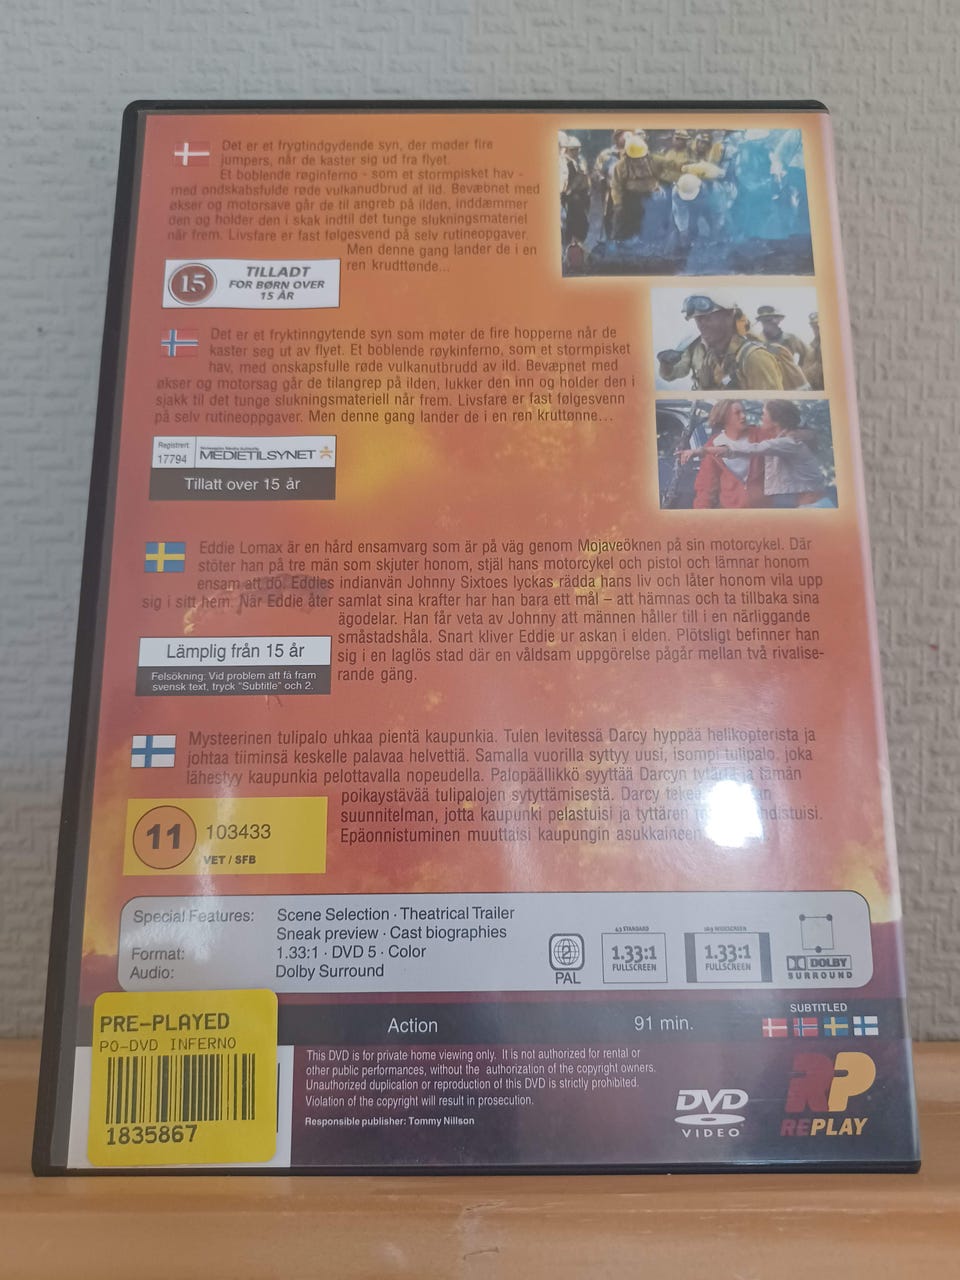 Det er et frygtindgydende syn, der møder fire
jumpers, når de kaster sig ud fra flyet.
Et boblende røginferno - som et stormpisket hav -
med ondskabsfulde røde vulkanudbrud af ild. Bevæbnet med
økser og motorsave går de til angreb på ilden, inddæmmer
den og holder den i skak indtil det tunge slukningsmateriel
når frem. Livsfare er fast følgesvend på selv rutineopgaver.
Men denne gang lander de i en
ren krudttønde...
15
TILLADT
FOR BØRN OVER
15 ÅR
Det er et fryktinngytende syn som møter de fire hopperne når de
kaster seg ut av flyet. Et boblende røykinferno, som et stormpisket
hav, med onskapsfulle røde vulkanutbrudd av ild. Bevæpnet med
økser og motorsag går de tilangrep på ilden, lukker den inn og holder den i
sjakk til det tunge slukningsmateriell når frem. Livsfare er fast følgesvenn
på selv rutineoppgaver. Men denne gang lander de i en ren kruttønne...
Registrert
17794
MEDIETILSYNET
Tillatt over 15 år
Eddie Lomax är en hård ensamvarg som är på väg genom Mojaveöknen på sin motorcykel. Där
stöter han på tre män som skjuter honom, stjäl hans motorcykel och pistol och lämnar honom
ensam att dö. Eddies indianvän Johnny Sixtoes lyckas rädda hans liv och låter honom vila upp
sig i sitt hem. När Eddie åter samlat sina krafter har han bara ett mål – att hämnas och ta tillbaka sina
ägodelar. Han får veta av Johnny att männen håller till i en närliggande
småstadshåla. Snart kliver Eddie ur askan i elden. Plötsligt befinner han
sig i en laglös stad där en våldsam uppgörelse pågår mellan två rivalise-
rande gäng.
Lämplig från 15 år
Felsökning: Vid problem att få fram
svensk text, tryck "Subtitle" och 2.
Mysteerinen tulipalo uhkaa pientä kaupunkia. Tulen levitessä Darcy hyppää helikopterista ja
johtaa tiiminsä keskelle palavaa helvettiä. Samalla vuorilla syttyy uusi, isompi tulipalo, joka
lähestyy kaupunkia pelottavalla nopeudella. Palopäällikkö syyttää Darcyn tytärtä ja tämän
poikaystävää tulipalojen sytyttämisestä. Darcy tekee
suunnitelman, jotta kaupunki pelastuisi ja tyttären
Epäonnistuminen muuttaisi kaupungin asukkaineen
11
103433
VET / SFB
Special Features: Scene Selection · Theatrical Trailer
Sneak preview · Cast biographies
Format: 1.33:1 · DVD 5 · Color
Audio: Dolby Surround
2
PAL
4:3 STANDARD
1.33:1
FULLSCREEN
16:9 WIDESCREEN
1.33:1
FULLSCREEN
DOLBY
SURROUND
Action
91 min.
SUBTITLED
PRE-PLAYED
PO-DVD INFERNO
1835867
This DVD is for private home viewing only. It is not authorized for rental or
other public performances, without the authorization of the copyright owners.
Unauthorized duplication or reproduction of this DVD is strictly prohibited.
Violation of the copyright will result in prosecution.
Responsible publisher: Tommy Nillson
DVD
VIDEO
RP
REPLAY